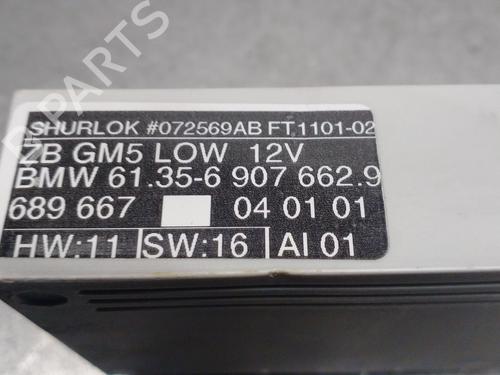 SHURLOK #072569AB FT.1101-02
ZB GM5 LOW 12V
BMW 61.35-6 907 662.9
689 667 04 01 01
HW:11 SW:16 AI 01
B-PARTS